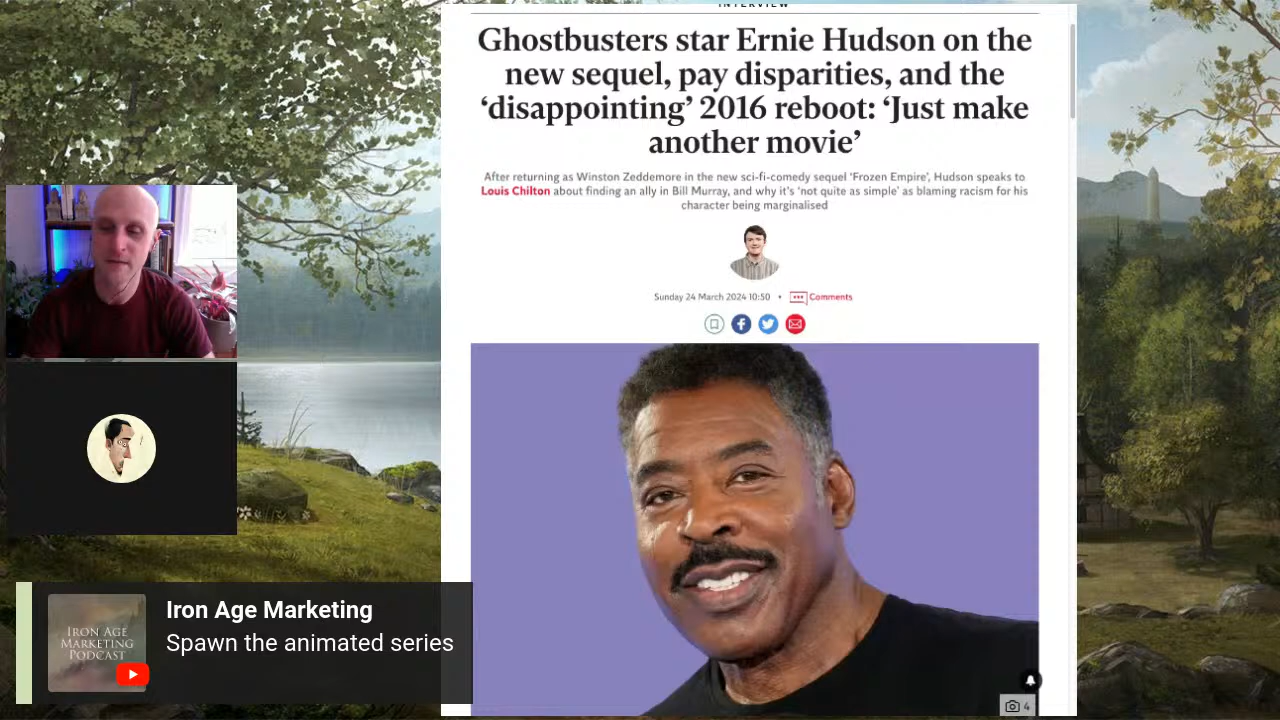 INTERVIEW
Ghostbusters star Ernie Hudson on the
new sequel, pay disparities, and the
‘disappointing’ 2016 reboot: ‘Just make
another movie’
After returning as Winston Zeddemore in the new sci-fi-comedy sequel ‘Frozen Empire’, Hudson speaks to
Louis Chilton about finding an ally in Bill Murray, and why it’s ‘not quite as simple’ as blaming racism for his
character being marginalised
Sunday 24 March 2024 10:50 • Comments
4
Iron Age Marketing
Spawn the animated series
IRON AGE
MARKETING
PODCAST